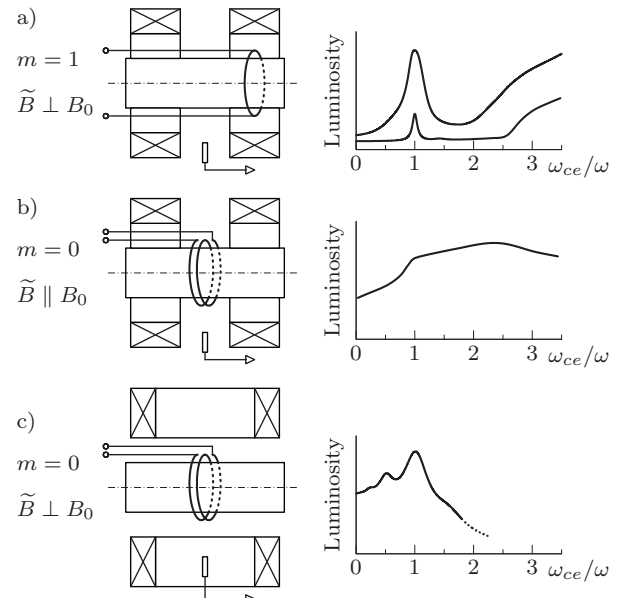 a)
m = 1
B̃ ⊥ B₀
Luminosity
0 1 2 3 ω_ce/ω
b)
m = 0
B̃ ∥ B₀
Luminosity
0 1 2 3 ω_ce/ω
c)
m = 0
B̃ ⊥ B₀
Luminosity
0 1 2 3 ω_ce/ω